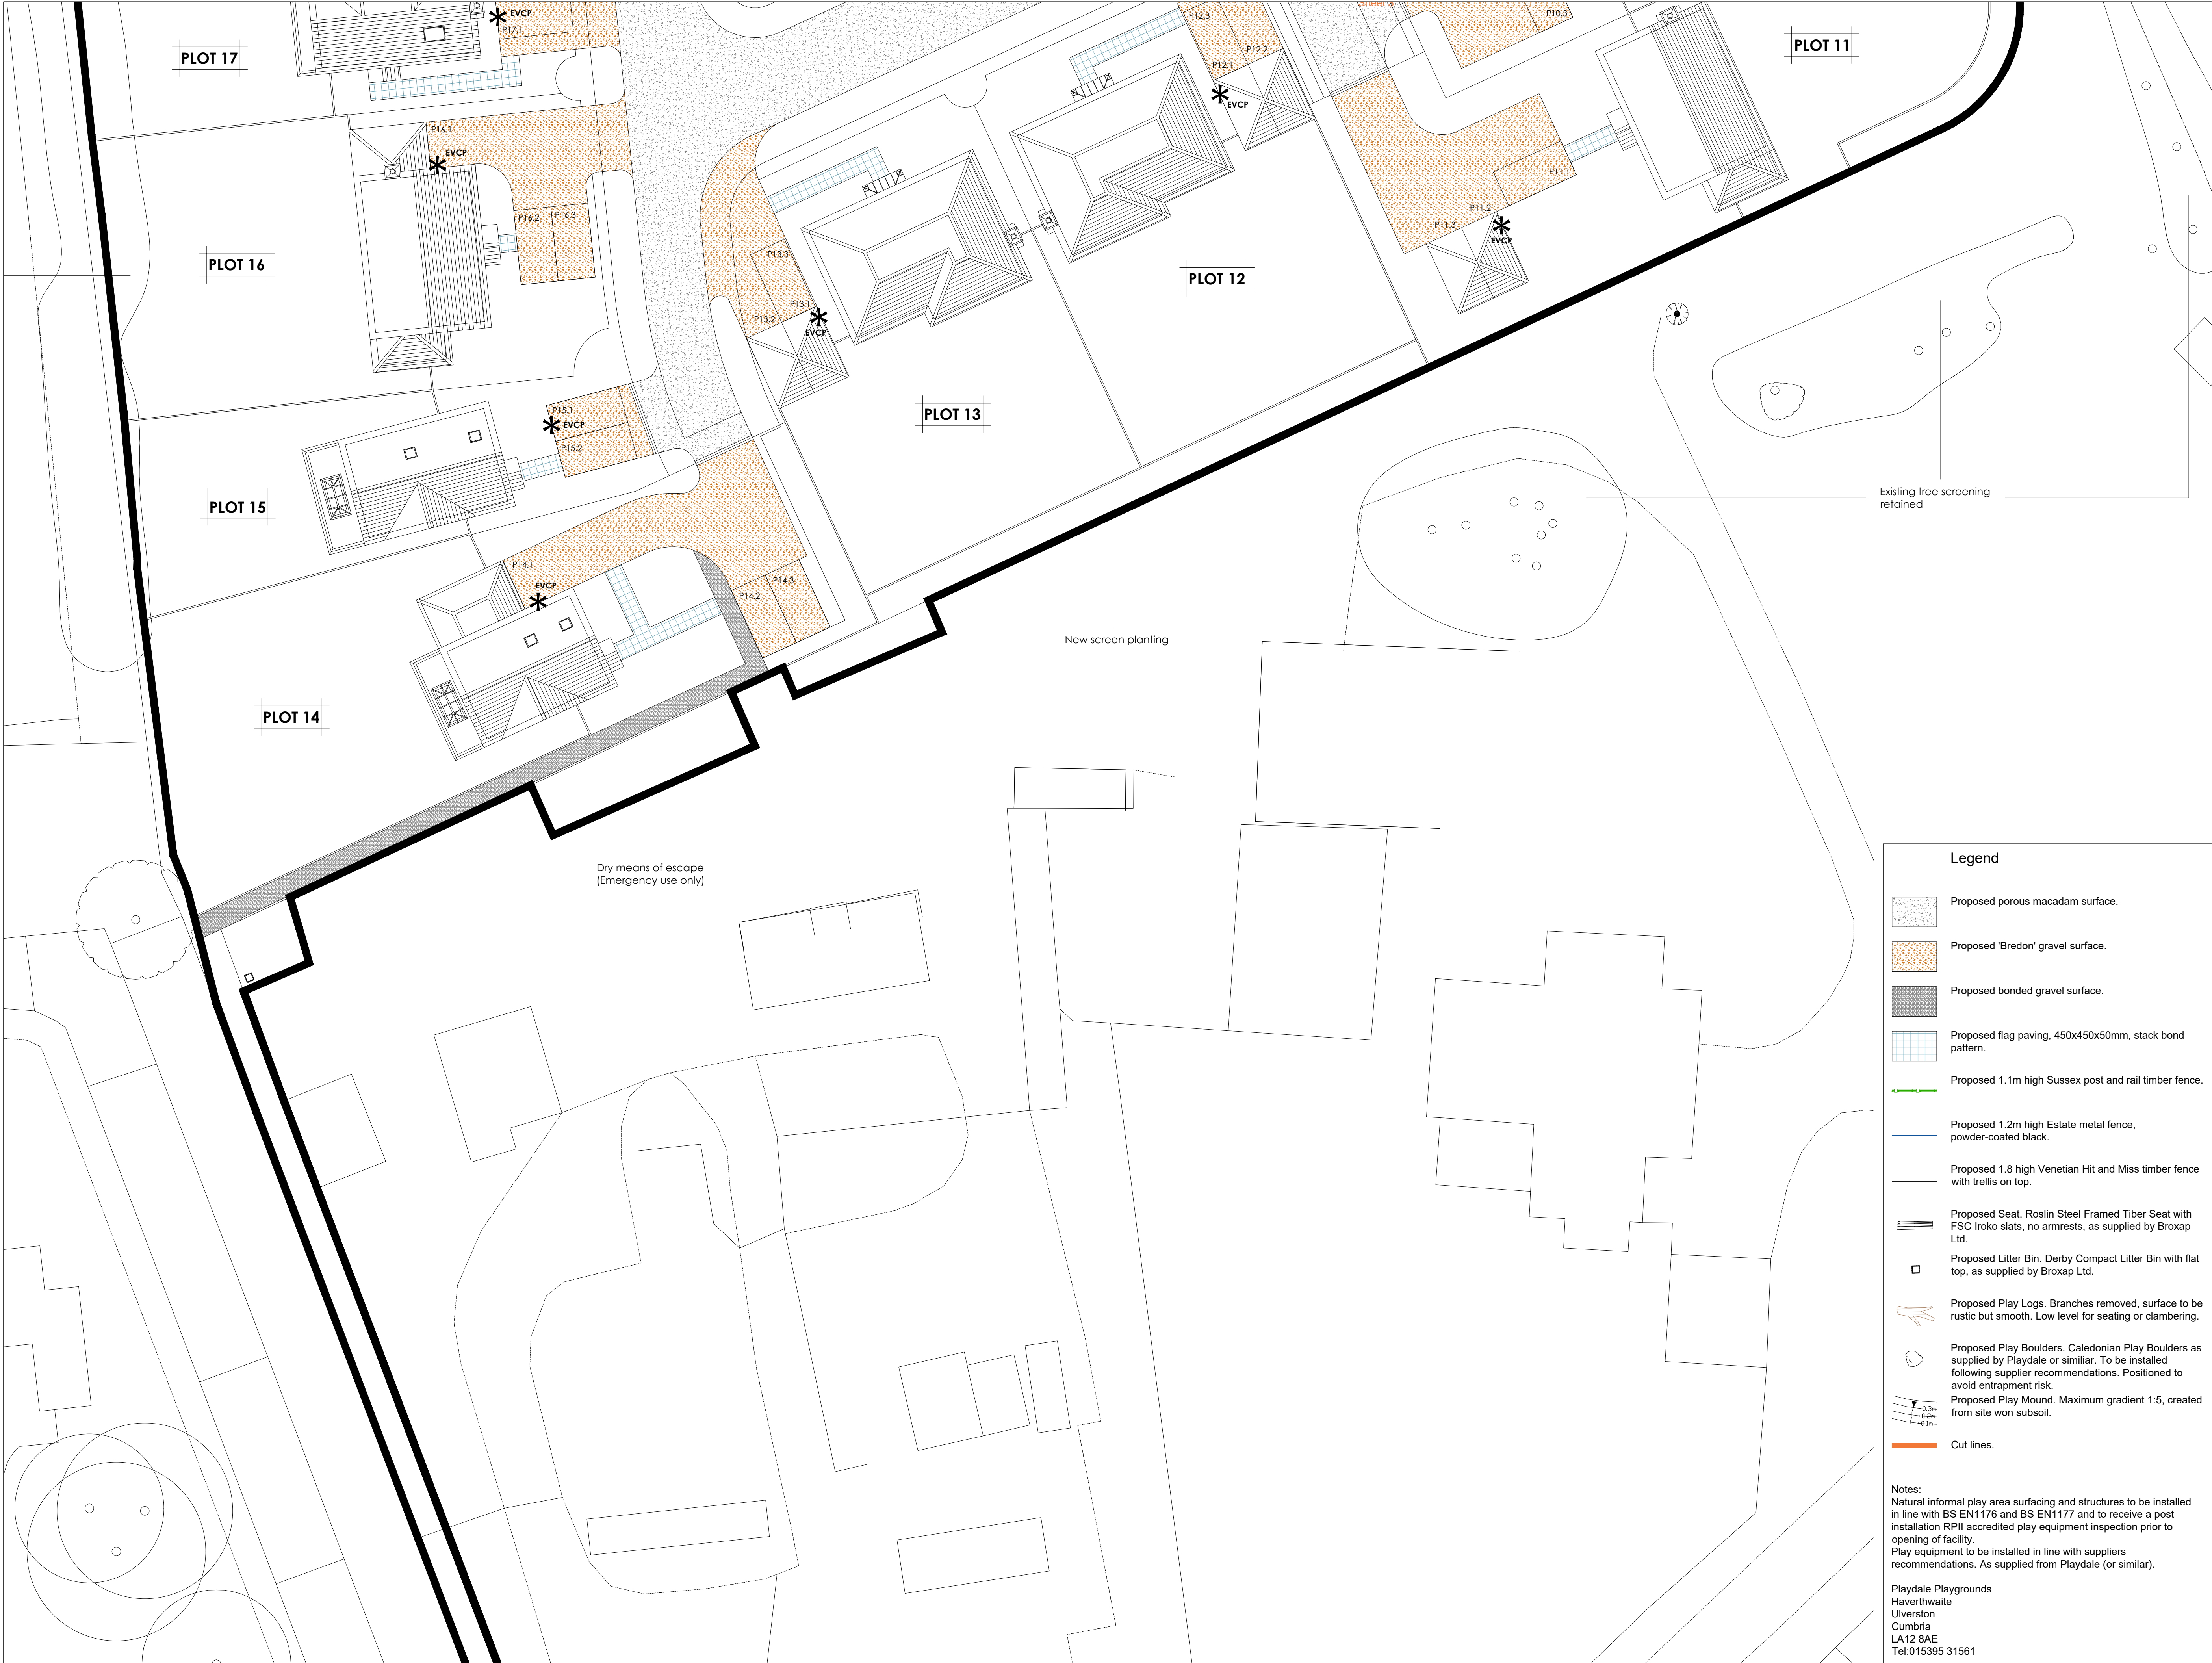 EVCP
P17.1
PLOT 17
P12.3
P12.2
P12.1
EVCP
Sheet 3
P10.3
PLOT 11
P16.1
EVCP
P16.2
P16.3
PLOT 16
P11.1
P11.2
P11.3
EVCP
P13.3
P13.1
P13.2
EVCP
PLOT 12
PLOT 13
P15.1
EVCP
P15.2
PLOT 15
Existing tree screening
retained
P14.1
EVCP
P14.3
P14.2
New screen planting
PLOT 14
Dry means of escape
(Emergency use only)
Legend
Proposed porous macadam surface.
Proposed 'Bredon' gravel surface.
Proposed bonded gravel surface.
Proposed flag paving, 450x450x50mm, stack bond
pattern.
Proposed 1.1m high Sussex post and rail timber fence.
Proposed 1.2m high Estate metal fence,
powder-coated black.
Proposed 1.8 high Venetian Hit and Miss timber fence
with trellis on top.
Proposed Seat. Roslin Steel Framed Tiber Seat with
FSC Iroko slats, no armrests, as supplied by Broxap
Ltd.
Proposed Litter Bin. Derby Compact Litter Bin with flat
top, as supplied by Broxap Ltd.
Proposed Play Logs. Branches removed, surface to be
rustic but smooth. Low level for seating or clambering.
Proposed Play Boulders. Caledonian Play Boulders as
supplied by Playdale or similiar. To be installed
following supplier recommendations. Positioned to
avoid entrapment risk.
Proposed Play Mound. Maximum gradient 1:5, created
from site won subsoil.
0.3m
0.2m
0.1m
Cut lines.
Notes:
Natural informal play area surfacing and structures to be installed
in line with BS EN1176 and BS EN1177 and to receive a post
installation RPII accredited play equipment inspection prior to
opening of facility.
Play equipment to be installed in line with suppliers
recommendations. As supplied from Playdale (or similar).
Playdale Playgrounds
Haverthwaite
Ulverston
Cumbria
LA12 8AE
Tel:015395 31561